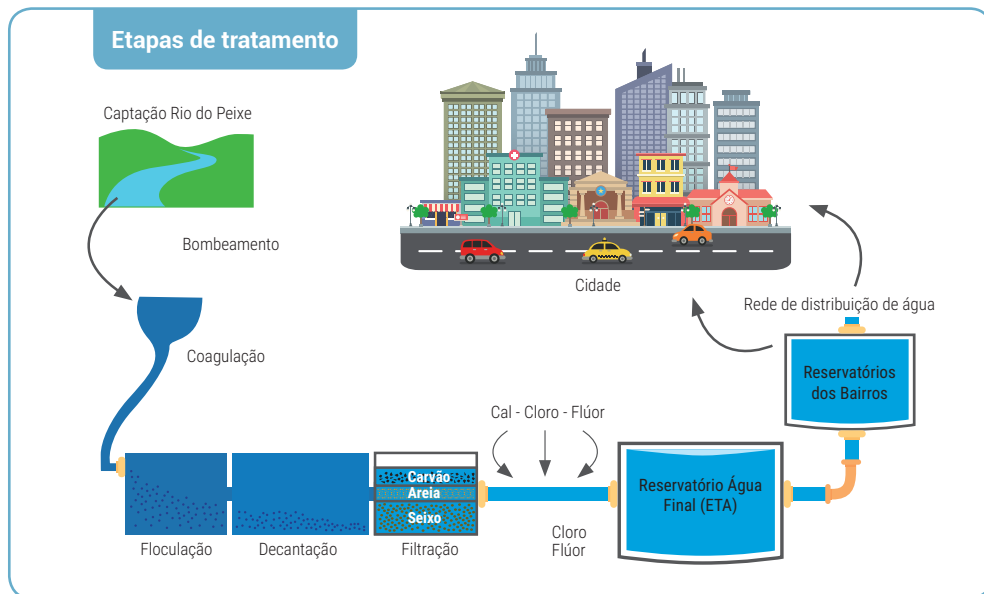 Etapas de tratamento
Captação Rio do Peixe
Bombeamento
Coagulação
Cidade
Rede de distribuição de água
Reservatórios
dos Bairros
Cal - Cloro - Flúor
Carvão
Areia
Seixo
Reservatório Água
Final (ETA)
Cloro
Flúor
Floculação
Decantação
Filtração